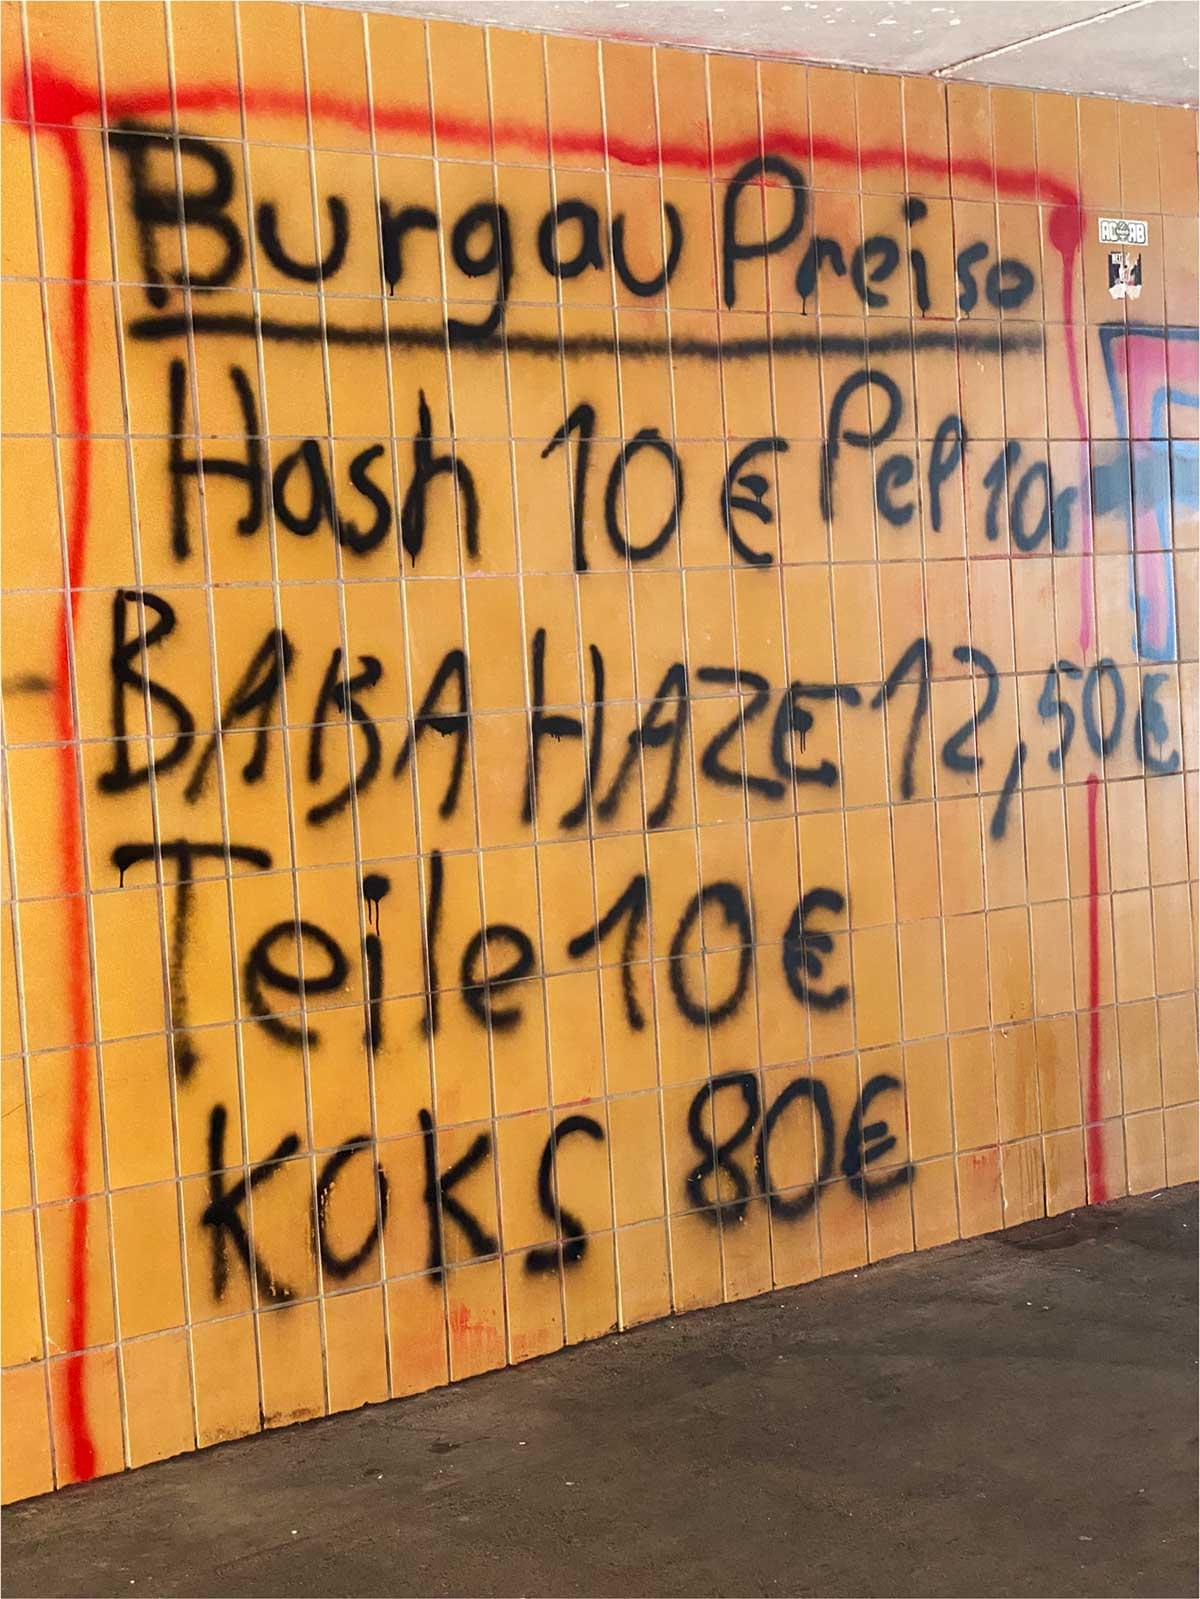 Burgau Preise
Hash 10€ Pep 10€
BABA HAZE 12,50€
Teile 10€
KOKS 80€